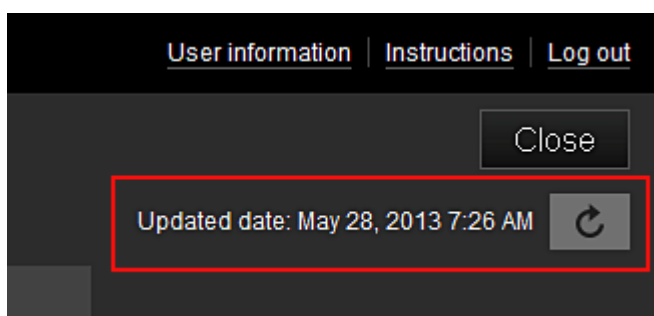 User information | Instructions | Log out
Close
Updated date: May 28, 2013 7:26 AM